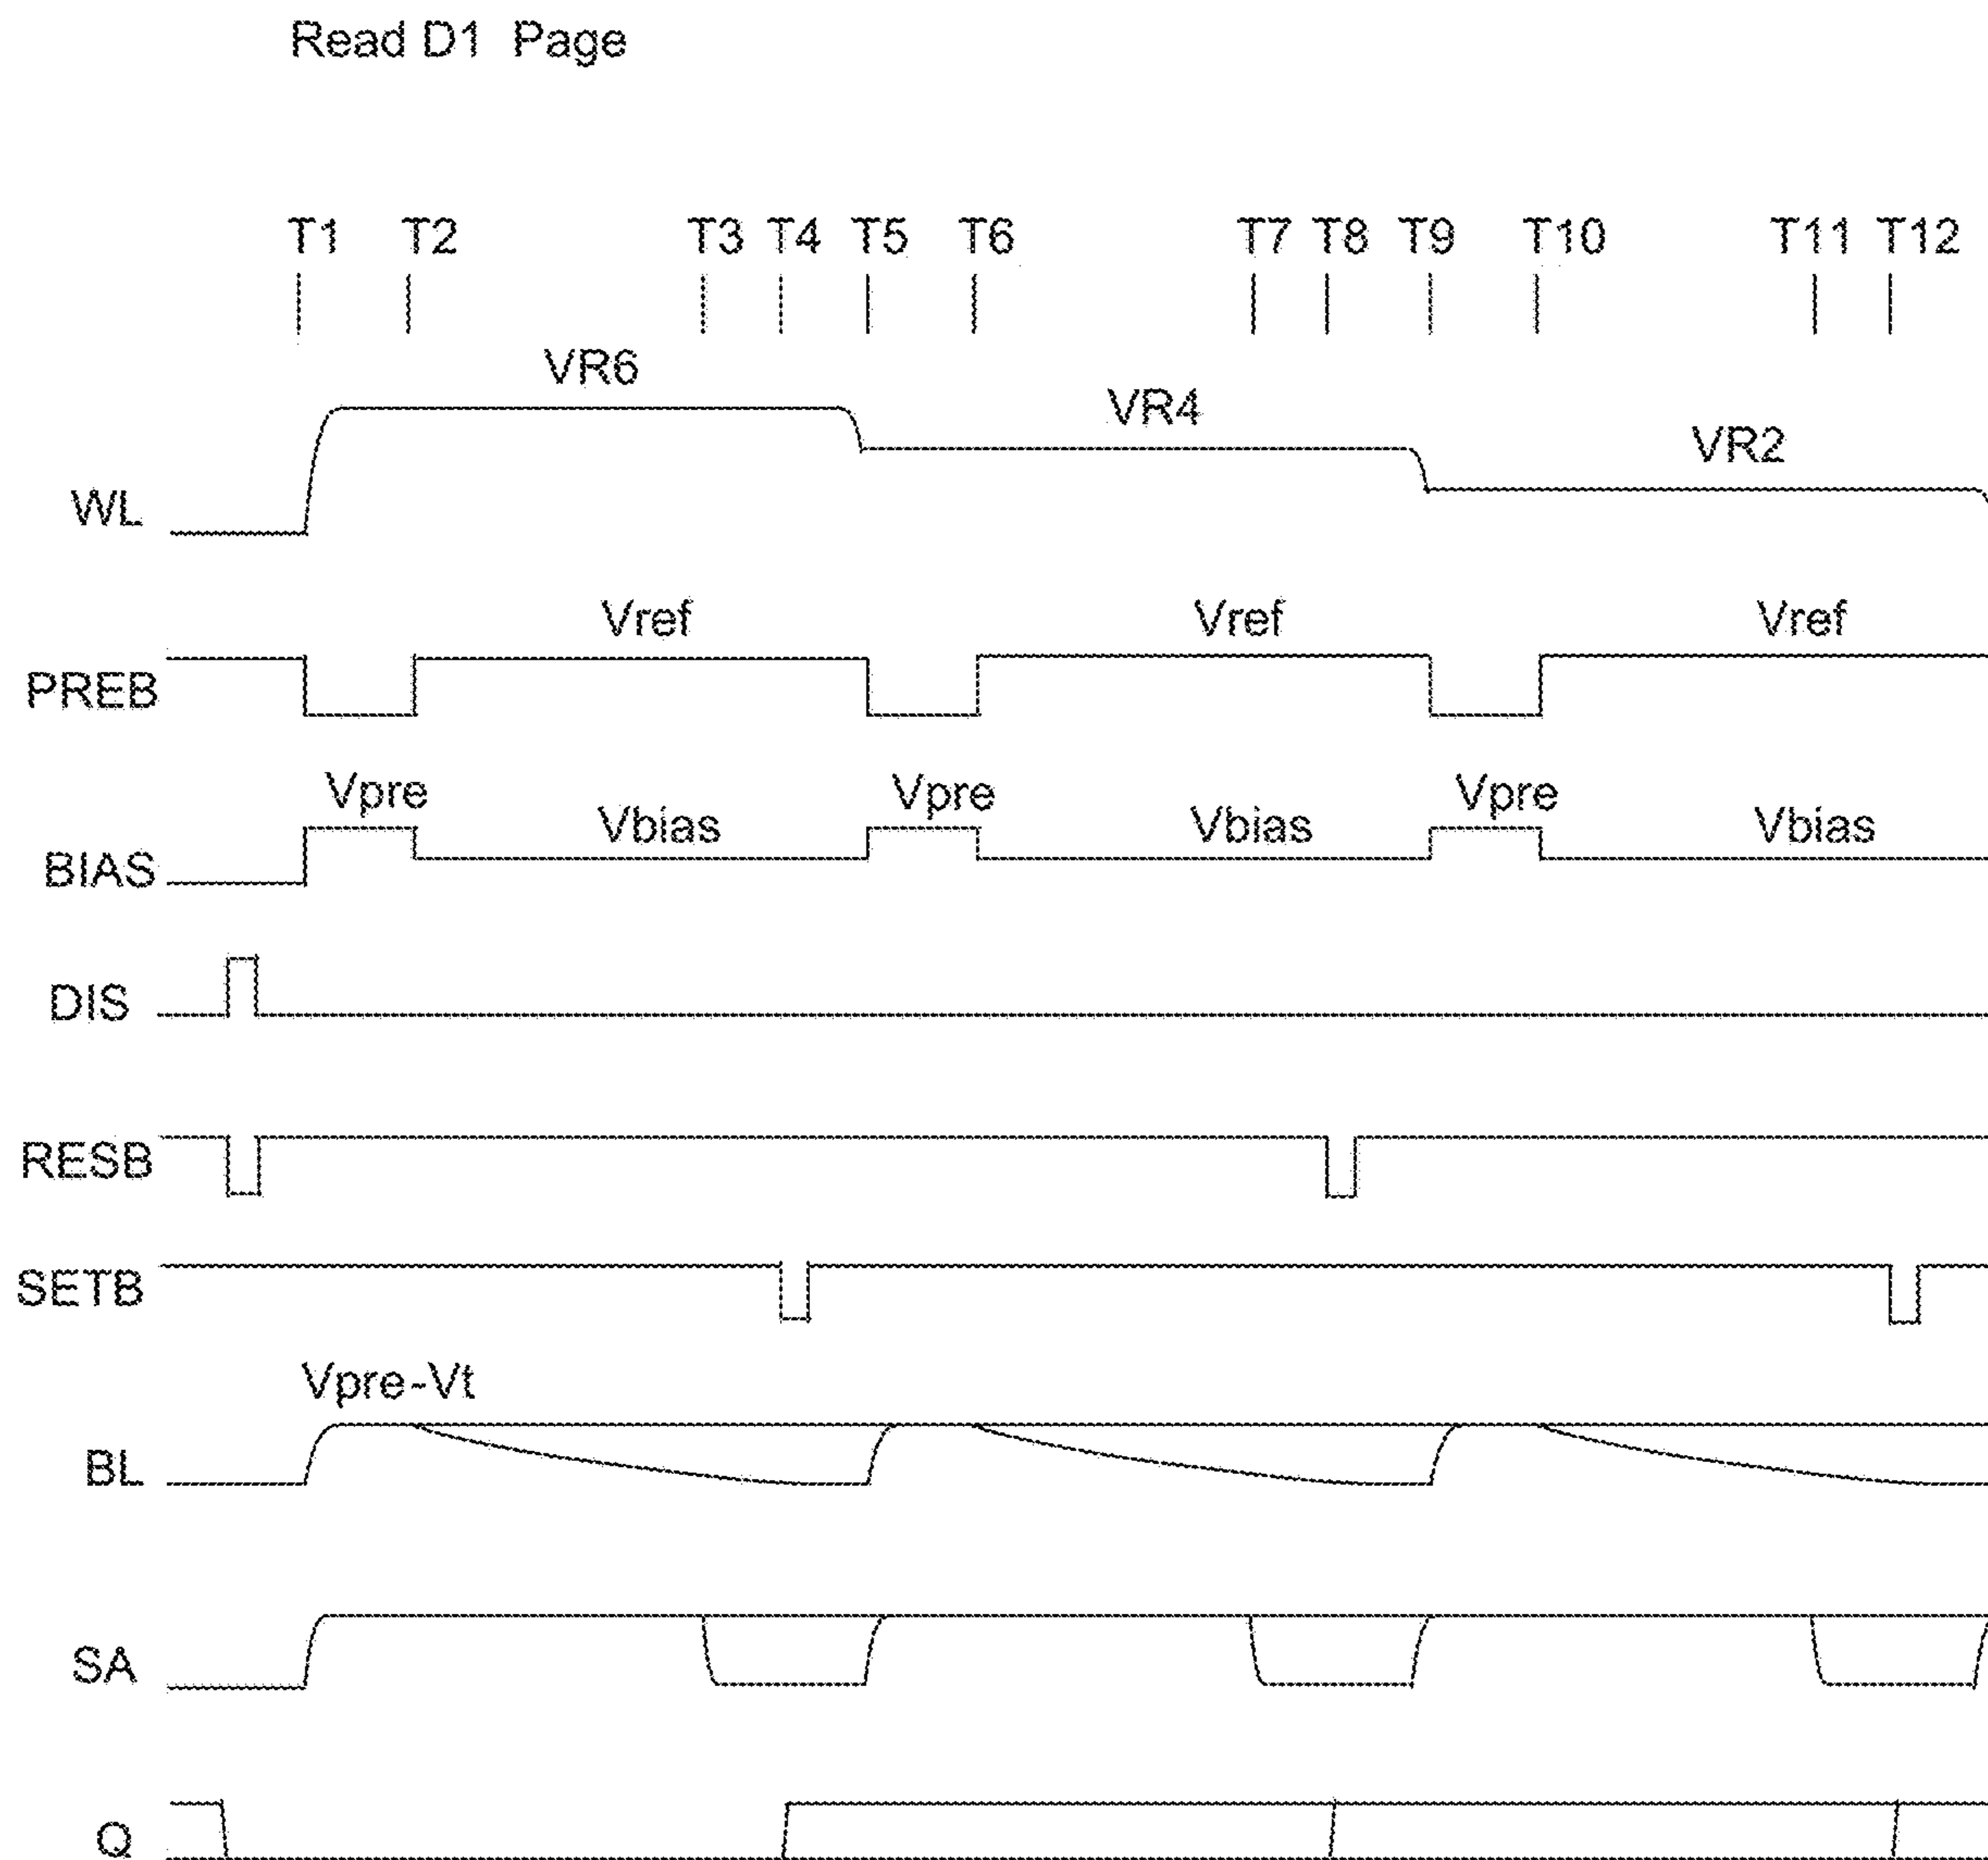 Read D1 Page
T1 T2 T3 T4 T5 T6 T7 T8 T9 T10 T11 T12
VR6
VR4
VR2
WL
Vref Vref Vref
PREB
Vpre Vpre Vpre
Vbias Vbias Vbias
BIAS
DIS
RESB
SETB
Vpre-Vt
BL
SA
Q